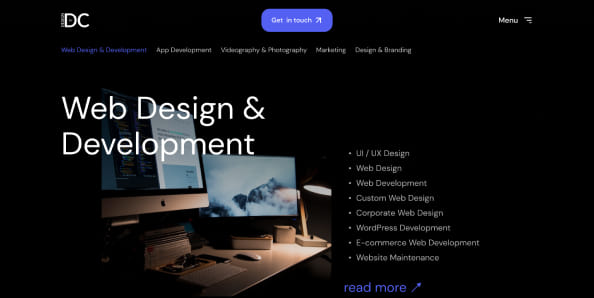 DC
Get in touch
Menu
Web Design & Development App Development Videography & Photography Marketing Design & Branding
Web Design &
Development
• UI / UX Design
• Web Design
• Web Development
• Custom Web Design
• Corporate Web Design
• WordPress Development
• E-commerce Web Development
• Website Maintenance
read more